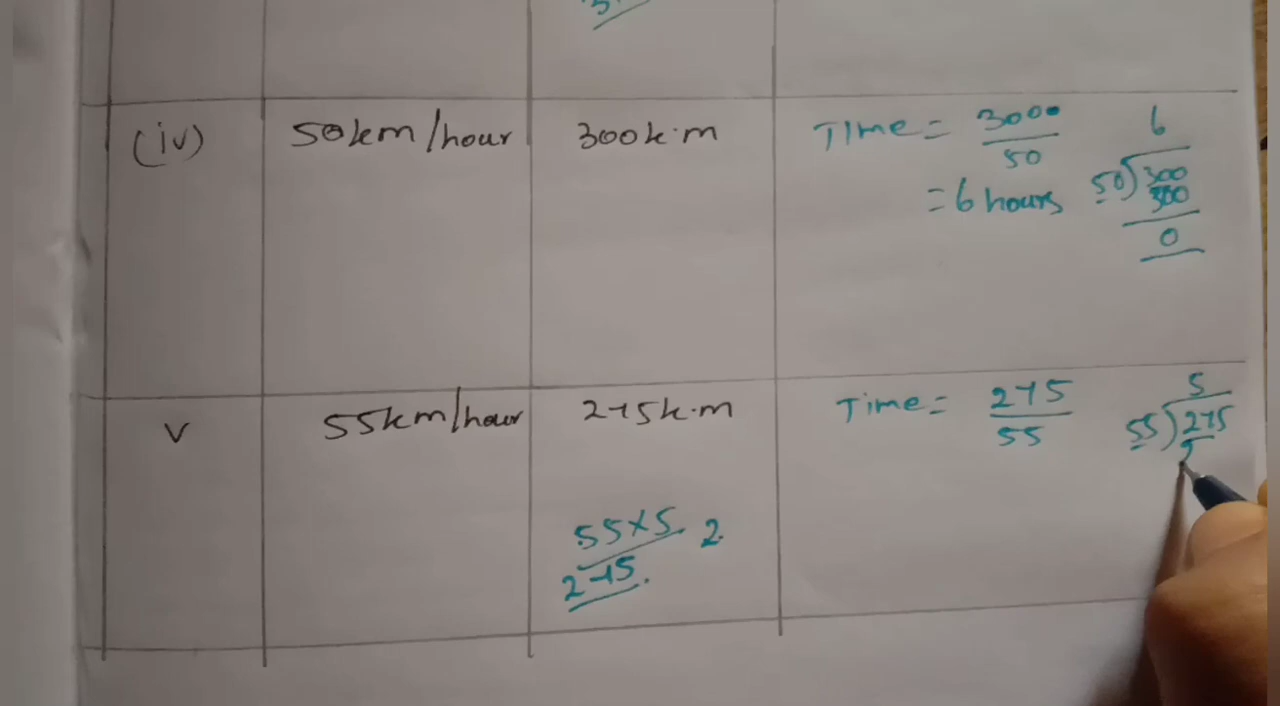 (iv) 50km/hour 300k.m Time = 3000/50 6
= 6 hours 50)300
300
0
v 55km/hour 275k.m Time = 275/55 5
55)275
55×5 2
275.